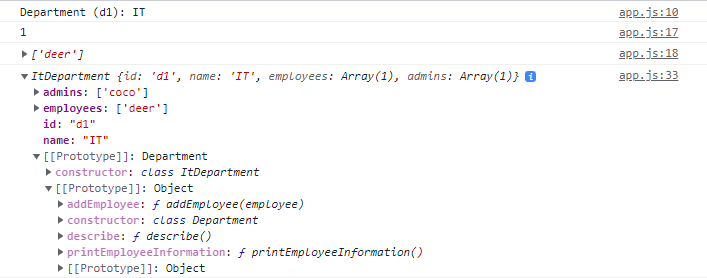 Department (d1): IT app.js:10
1 app.js:17
▶ ['deer'] app.js:18
▼ ItDepartment {id: 'd1', name: 'IT', employees: Array(1), admins: Array(1)} i app.js:33
▶ admins: ['coco']
▶ employees: ['deer']
id: "d1"
name: "IT"
▼ [[Prototype]]: Department
▶ constructor: class ItDepartment
▼ [[Prototype]]: Object
▶ addEmployee: ƒ addEmployee(employee)
▶ constructor: class Department
▶ describe: ƒ describe()
▶ printEmployeeInformation: ƒ printEmployeeInformation()
▶ [[Prototype]]: Object